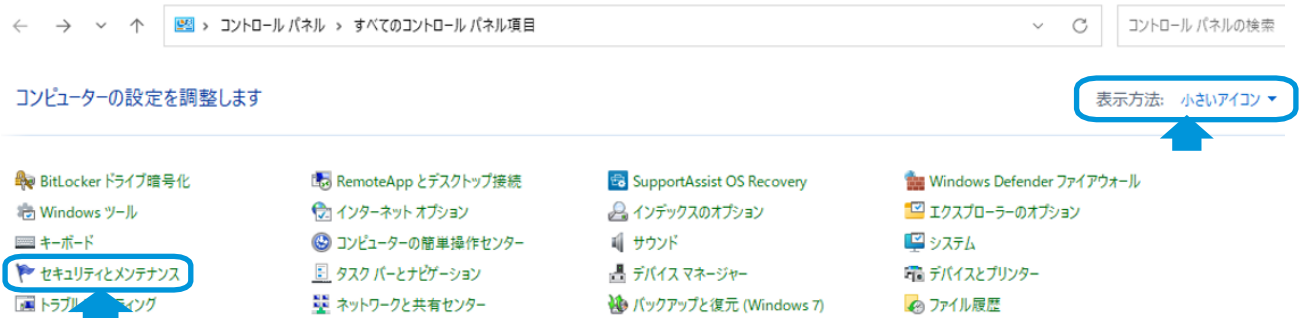 コントロール パネル › すべてのコントロール パネル項目
コントロール パネルの検索
コンピューターの設定を調整します
表示方法: 小さいアイコン
BitLocker ドライブ暗号化 RemoteApp とデスクトップ接続 SupportAssist OS Recovery Windows Defender ファイアウォール
Windows ツール インターネット オプション インデックスのオプション エクスプローラーのオプション
キーボード コンピューターの簡単操作センター サウンド システム
セキュリティとメンテナンス タスク バーとナビゲーション デバイス マネージャー デバイスとプリンター
ネットワークと共有センター バックアップと復元 (Windows 7) ファイル履歴